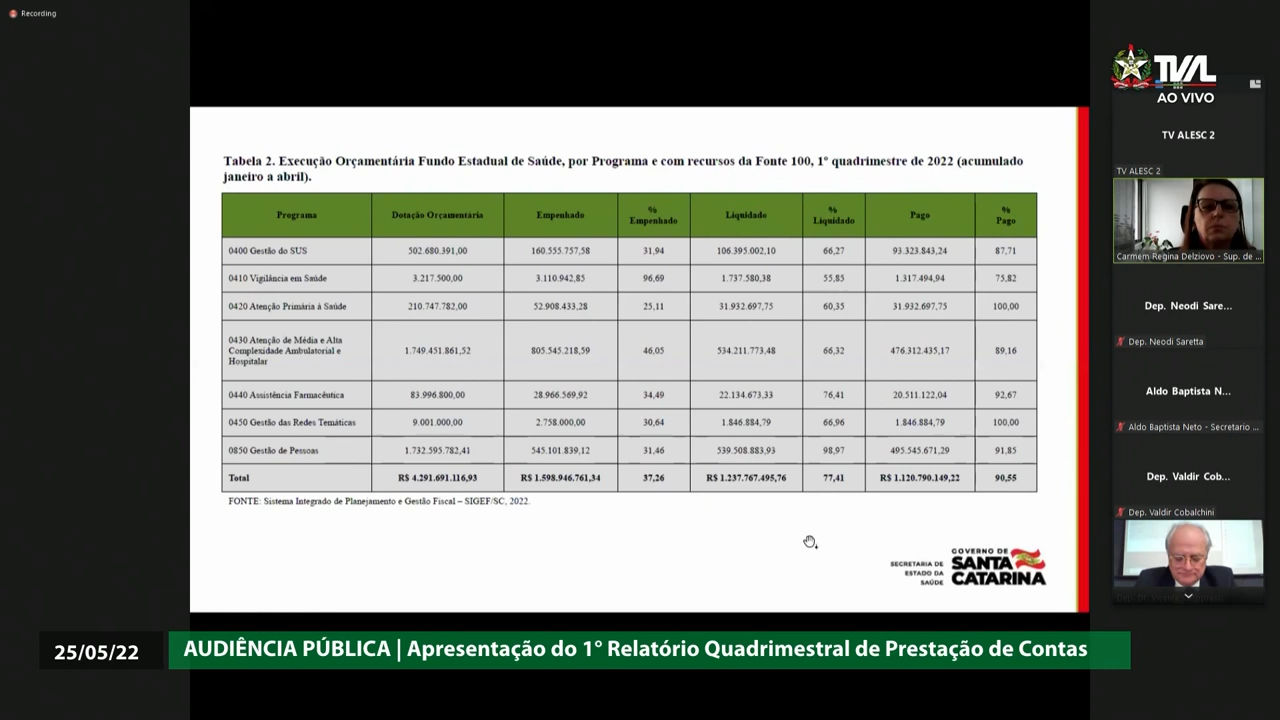 Recording
Tabela 2. Execução Orçamentária Fundo Estadual de Saúde, por Programa e com recursos da Fonte 100, 1º quadrimestre de 2022 (acumulado
janeiro a abril).
Programa Dotação Orçamentária Empenhado % Empenhado Liquidado % Liquidado Pago % Pago
0400 Gestão do SUS 502.680.391,00 160.555.757,58 31,94 106.395.002,10 66,27 93.323.843,24 87,71
0410 Vigilância em Saúde 3.217.500,00 3.110.942,85 96,69 1.737.580,38 55,85 1.317.494,94 75,82
0420 Atenção Primária à Saúde 210.747.782,00 52.908.433,28 25,11 31.932.697,75 60,35 31.932.697,75 100,00
0430 Atenção de Média e Alta
Complexidade Ambulatorial e
Hospitalar
1.749.451.861,52 805.545.218,59 46,05 534.211.773,48 66,32 476.312.435,17 89,16
0440 Assistência Farmacêutica 83.996.800,00 28.966.569,92 34,49 22.134.673,33 76,41 20.511.122,04 92,67
0450 Gestão das Redes Temáticas 9.001.000,00 2.758.000,00 30,64 1.846.884,79 66,96 1.846.884,79 100,00
0850 Gestão de Pessoas 1.732.595.782,41 545.101.839,12 31,46 539.508.883,93 98,97 495.545.671,29 91,85
Total R$ 4.291.691.116,93 R$ 1.598.946.761,34 37,26 R$ 1.237.767.495,76 77,41 R$ 1.120.790.149,22 90,55
FONTE: Sistema Integrado de Planejamento e Gestão Fiscal – SIGEF/SC, 2022.
SECRETARIA DE
ESTADO DA
SAÚDE
GOVERNO DE
SANTA
CATARINA
TVAL
AO VIVO
TV ALESC 2
TV ALESC 2
Carmem Regina Delziovo - Sup. de ...
Dep. Neodi Sare...
Dep. Neodi Saretta
Aldo Baptista N...
Aldo Baptista Neto - Secretario ...
Dep. Valdir Cob...
Dep. Valdir Cobalchini
25/05/22
AUDIÊNCIA PÚBLICA | Apresentação do 1° Relatório Quadrimestral de Prestação de Contas